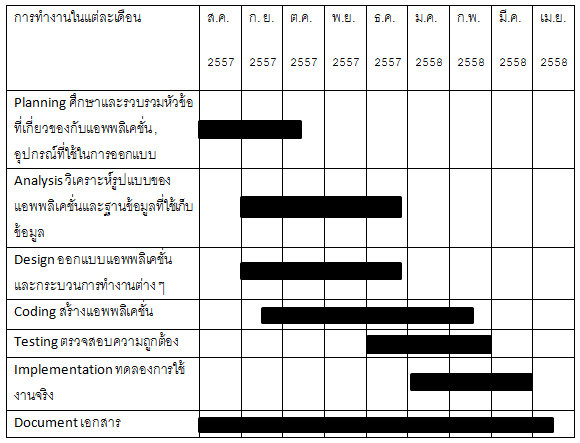 การทำงานในแต่ละเดือน ส.ค. ก.ย. ต.ค. พ.ย. ธ.ค. ม.ค. ก.พ. มี.ค. เม.ย.
2557 2557 2557 2557 2557 2558 2558 2558 2558
Planning ศึกษาและรวบรวมหัวข้อ
ที่เกี่ยวของกับแอพพลิเคชั่น ,
อุปกรณ์ที่ใช้ในการออกแบบ
Analysis วิเคราะห์รูปแบบของ
แอพพลิเคชั่นและฐานข้อมูลที่ใช้เก็บ
ข้อมูล
Design ออกแบบแอพพลิเคชั่น
และกระบวนการทำงานต่างๆ
Coding สร้างแอพพลิเคชั่น
Testing ตรวจสอบความถูกต้อง
Implementation ทดลองการใช้
งานจริง
Document เอกสาร